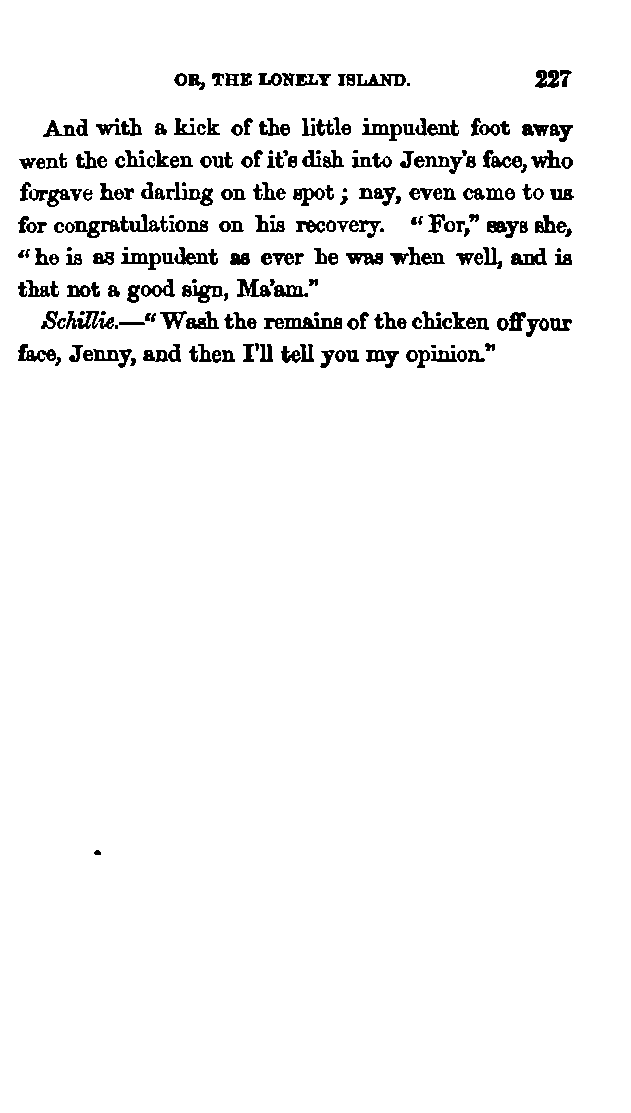 OR, THE LONELY ISLAND. 227
And with a kick of the little impudent foot away
went the chicken out of it's dish into Jenny's face, who
forgave her darling on the spot; nay, even came to us
for congratulations on his recovery. "For," says she,
"he is as impudent as ever he was when well, and is
that not a good sign, Ma'am."
Schillie.—"Wash the remains of the chicken off your
face, Jenny, and then I'll tell you my opinion."